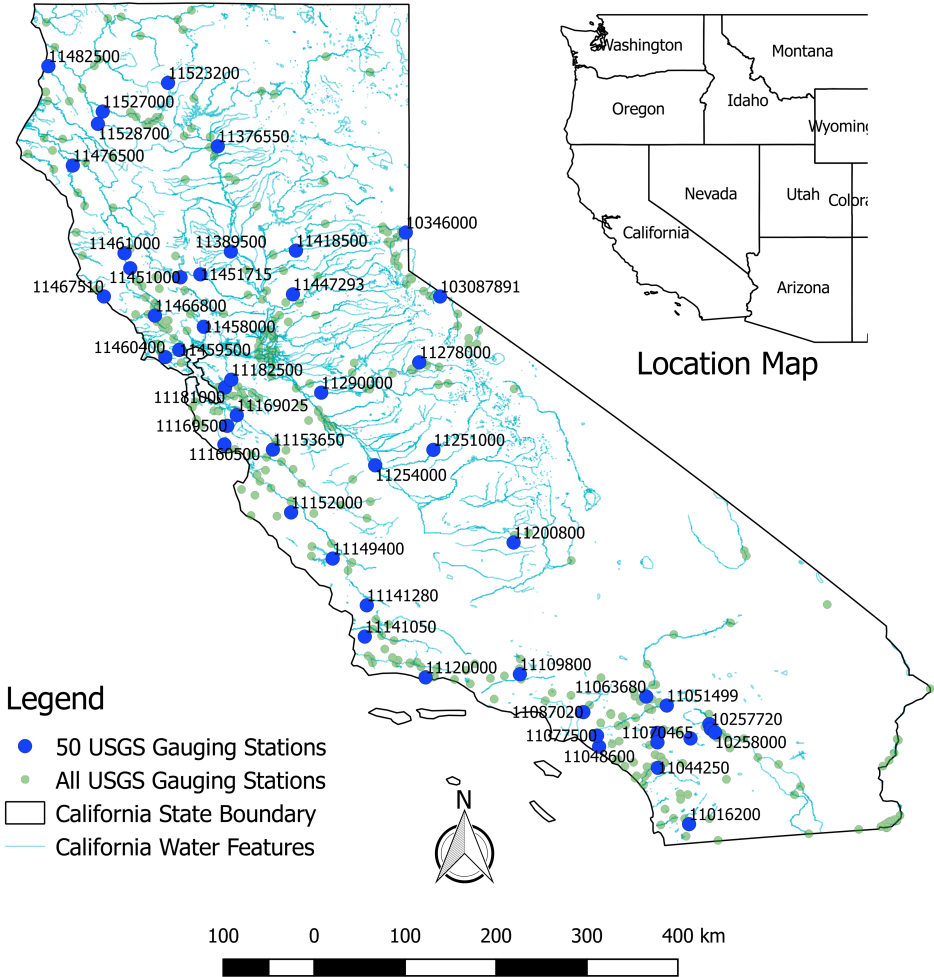 Washington
Montana
Oregon
Idaho
Wyoming
Nevada
Utah
Colora
California
Arizona
Location Map
11482500
11523200
11527000
11528700
11376550
11476500
10346000
11461000
11389500
11418500
11451000
11451715
11467510
11447293
103087891
11466800
11458000
11460400
11459500
11278000
11182500
11181000
11290000
11169025
11169500
11153650
11160500
11251000
11254000
11152000
11200800
11149400
11141280
11141050
11120000
11109800
11063680
11051499
11087020
11077500
11070465
10257720
10258000
11048600
11044250
11016200
Legend
50 USGS Gauging Stations
All USGS Gauging Stations
California State Boundary
California Water Features
N
100 0 100 200 300 400 km